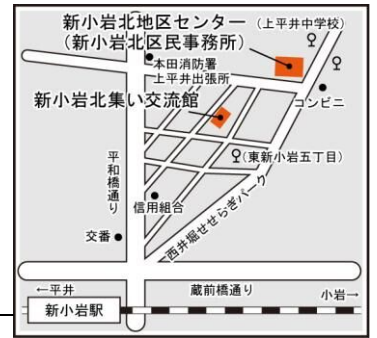 新小岩北地区センター
(新小岩北区民事務所)
(上平井中学校)
本田消防署
上平井出張所
コンビニ
新小岩北集い交流館
(東新小岩五丁目)
平和橋通り
信用組合
西井堀せせらぎパーク
交番
←平井
蔵前橋通り
小岩→
新小岩駅